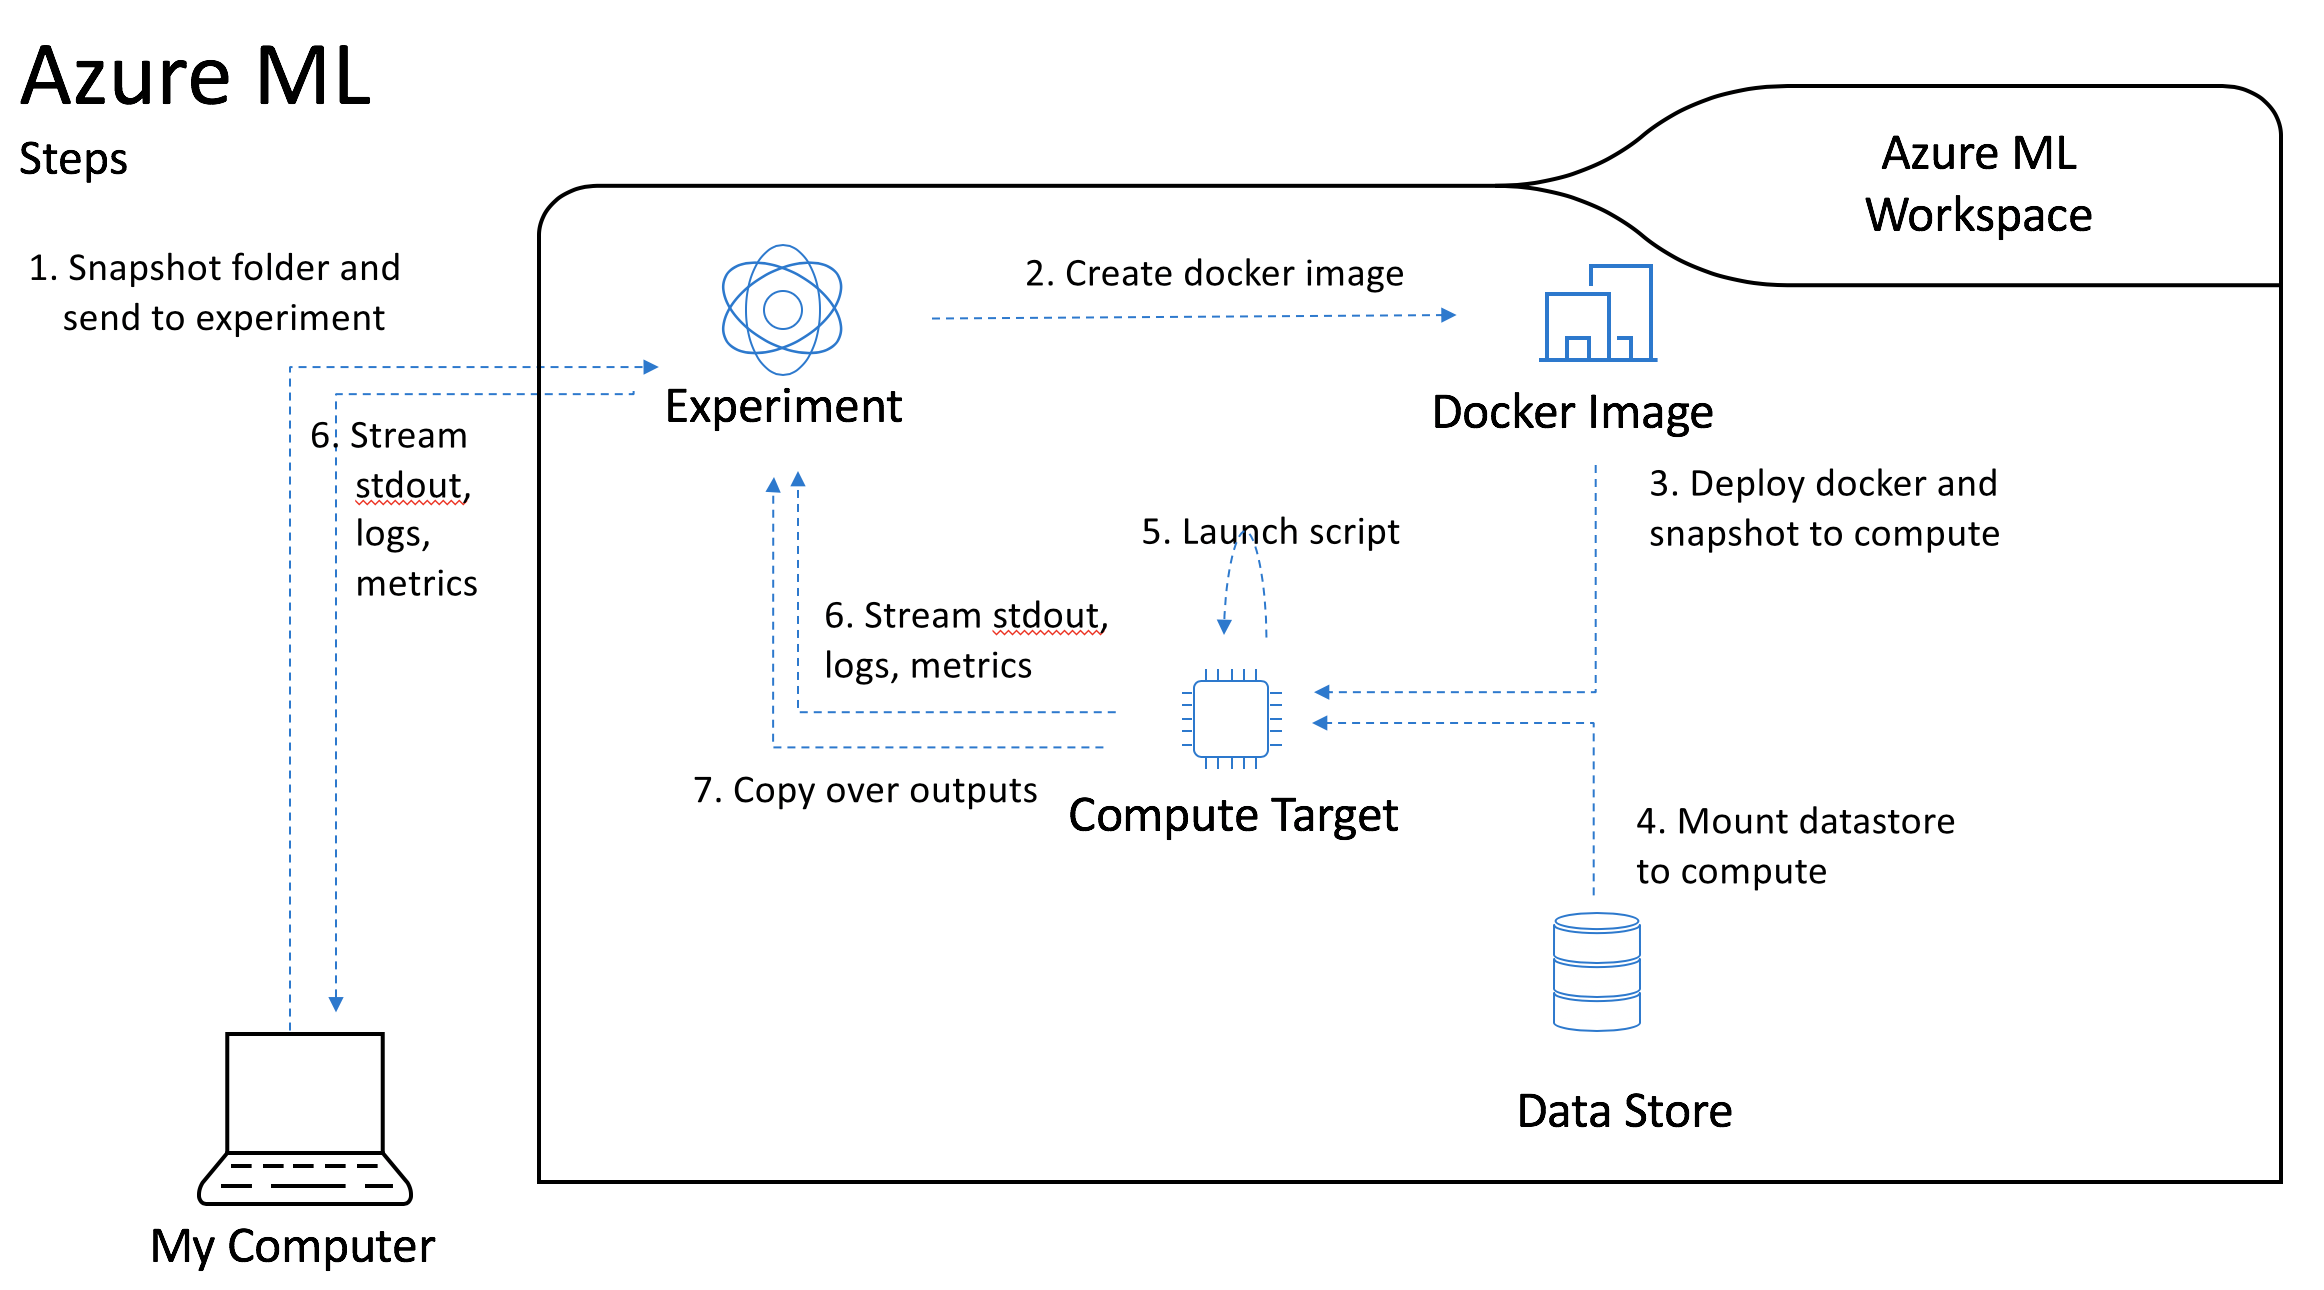 Azure ML
Steps
Azure ML
Workspace
1. Snapshot folder and
send to experiment
2. Create docker image
Experiment
Docker Image
6. Stream
stdout,
logs,
metrics
3. Deploy docker and
snapshot to compute
5. Launch script
6. Stream stdout,
logs, metrics
7. Copy over outputs
Compute Target
4. Mount datastore
to compute
Data Store
My Computer